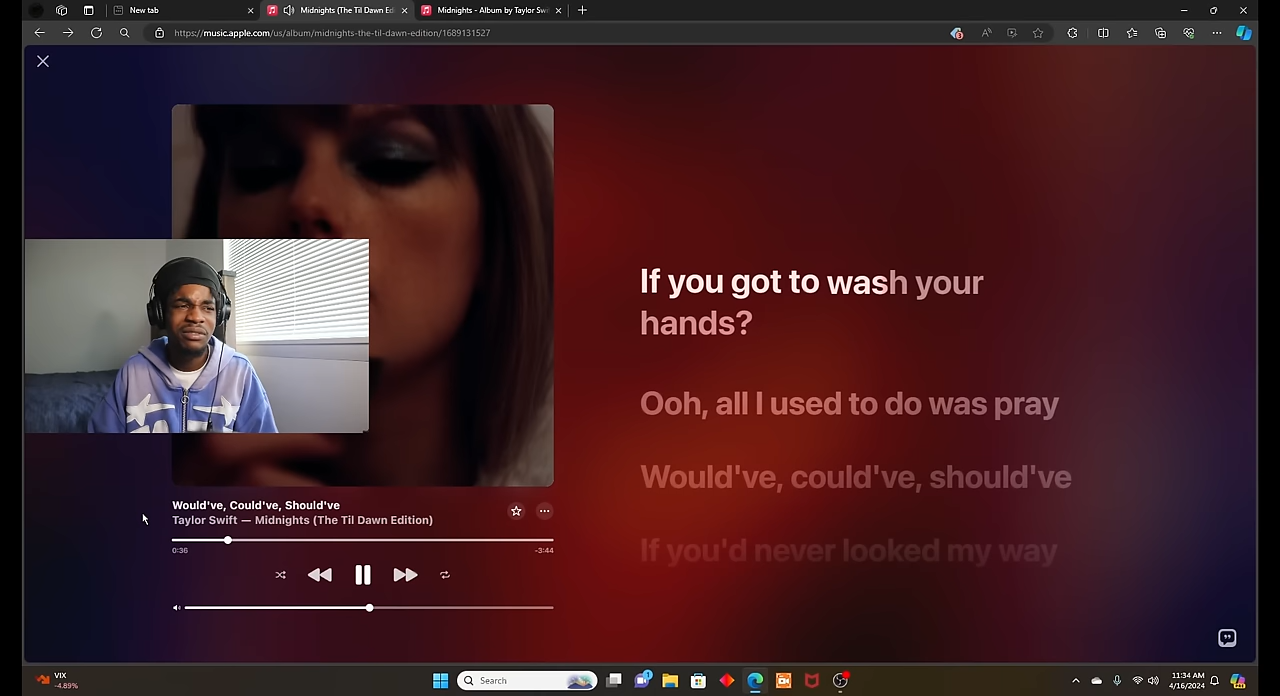 New tab
Midnights (The Til Dawn Ed
Midnights - Album by Taylor Sw
https://music.apple.com/us/album/midnights-the-til-dawn-edition/1689131527
If you got to wash your
hands?
Ooh, all I used to do was pray
Would've, could've, should've
If you'd never looked my way
Would've, Could've, Should've
Taylor Swift — Midnights (The Til Dawn Edition)
0:36
-3:44
VIX
-4.89%
Search
11:34 AM
4/16/2024